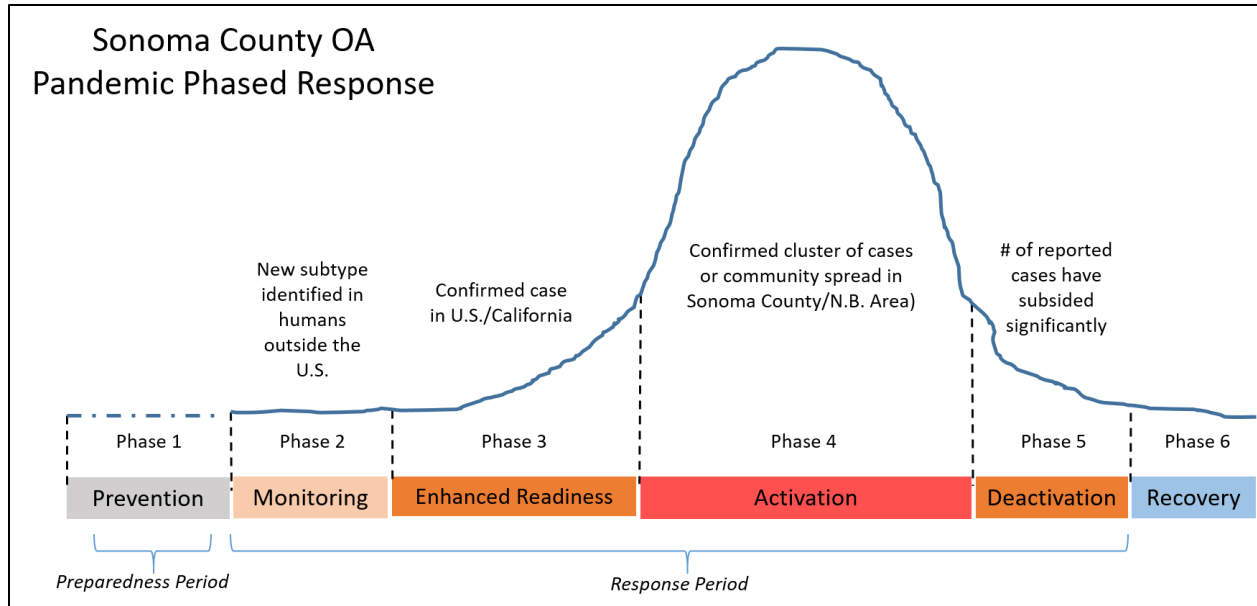 Sonoma County OA
Pandemic Phased Response
New subtype
identified in
humans
outside the
U.S.
Confirmed case
in U.S./California
Confirmed cluster of cases
or community spread in
Sonoma County/N.B. Area)
# of reported
cases have
subsided
significantly
Phase 1
Phase 2
Phase 3
Phase 4
Phase 5
Phase 6
Prevention
Monitoring
Enhanced Readiness
Activation
Deactivation
Recovery
Preparedness Period
Response Period